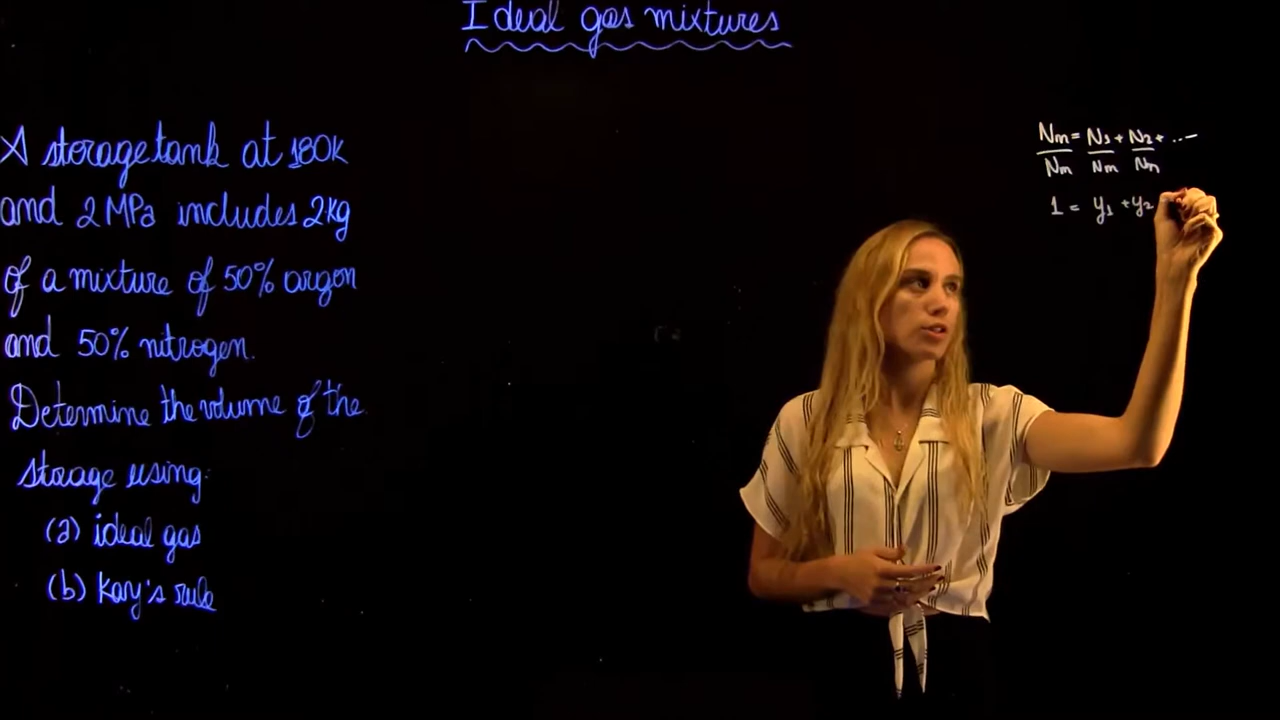 Ideal gas mixtures
A storage tank at 180K
and 2 MPa includes 2kg
of a mixture of 50% argon
and 50% nitrogen.
Determine the volume of the
storage using:
(a) ideal gas
(b) Kay's rule
Nm = N1 + N2 + ...
Nm Nm Nm
1 = y1 + y2